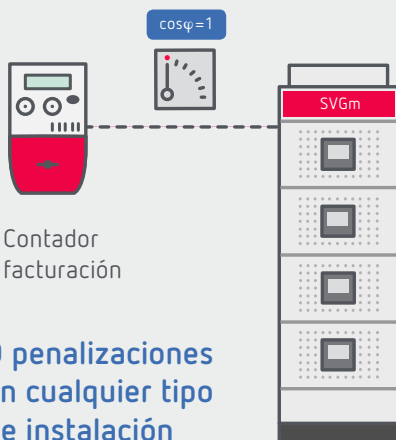 cosφ=1
SVGm
Contador
facturación
penalizaciones
cualquier tipo
instalación